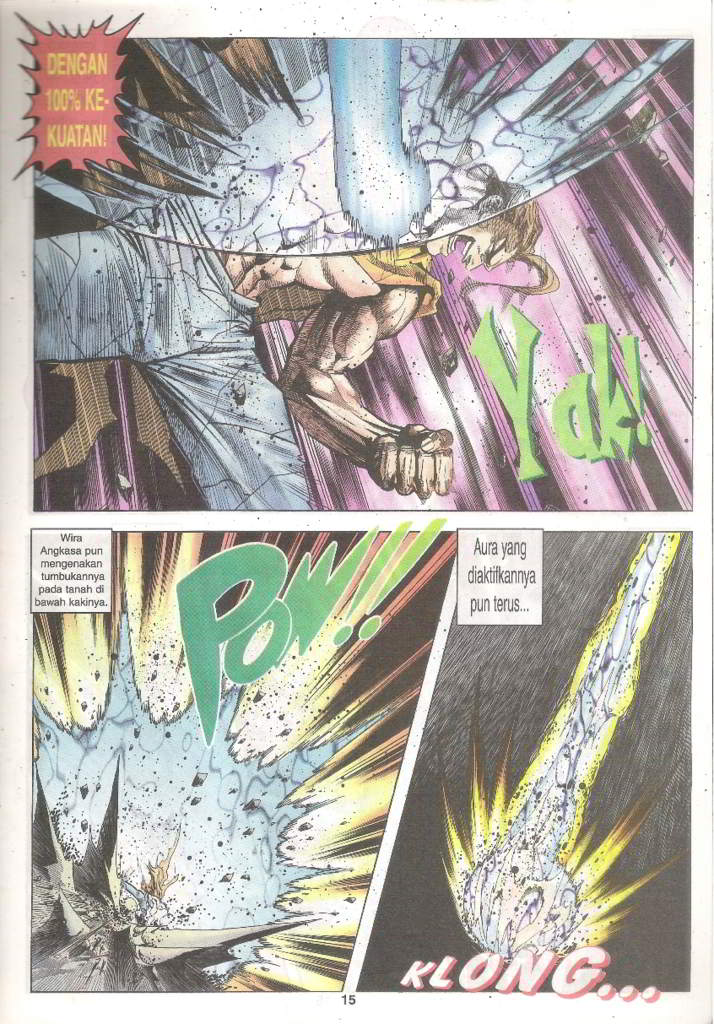 DENGAN
100% KE-
KUATAN!
Yak!
Wira
Angkasa pun
mengenakan
tumbukannya
pada tanah di
bawah kakinya.
POW!!!
Aura yang
diaktifkannya
pun terus...
KLONG...
15